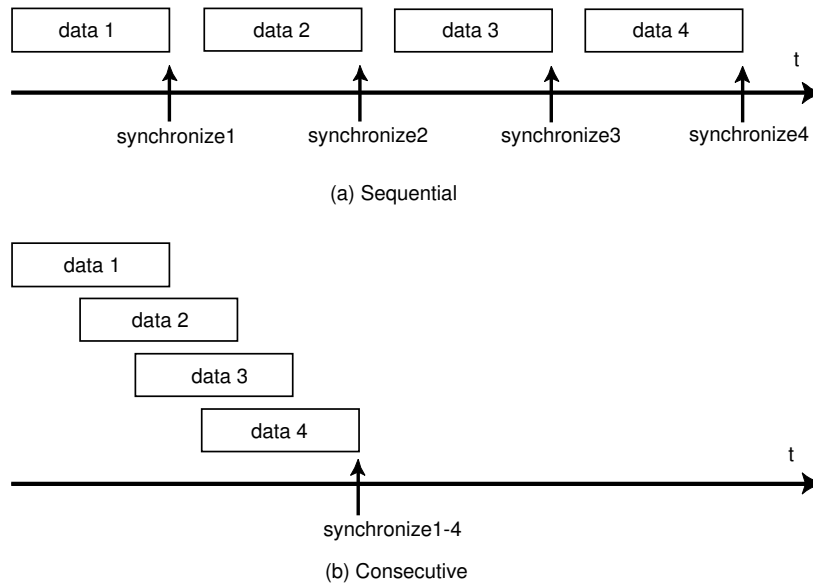 data 1 data 2 data 3 data 4
t
synchronize1 synchronize2 synchronize3 synchronize4
(a) Sequential
data 1
data 2
data 3
data 4
t
synchronize1-4
(b) Consecutive